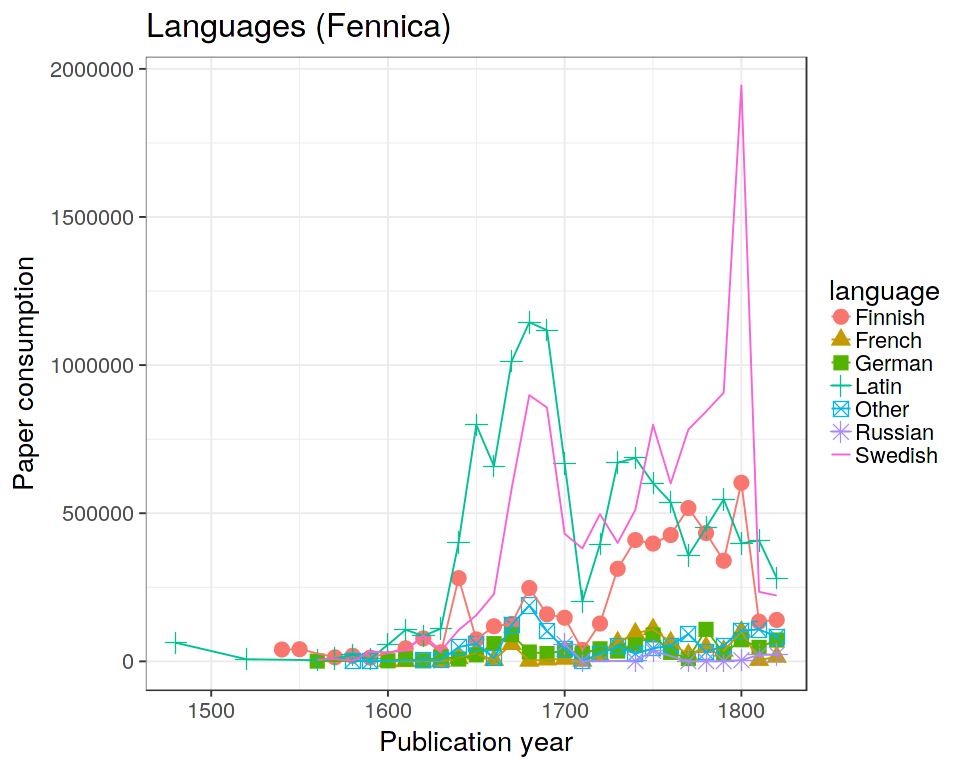 Languages (Fennica)
2000000
1500000
1000000
500000
0
Paper consumption
1500
1600
1700
1800
Publication year
language
Finnish
French
German
Latin
Other
Russian
Swedish